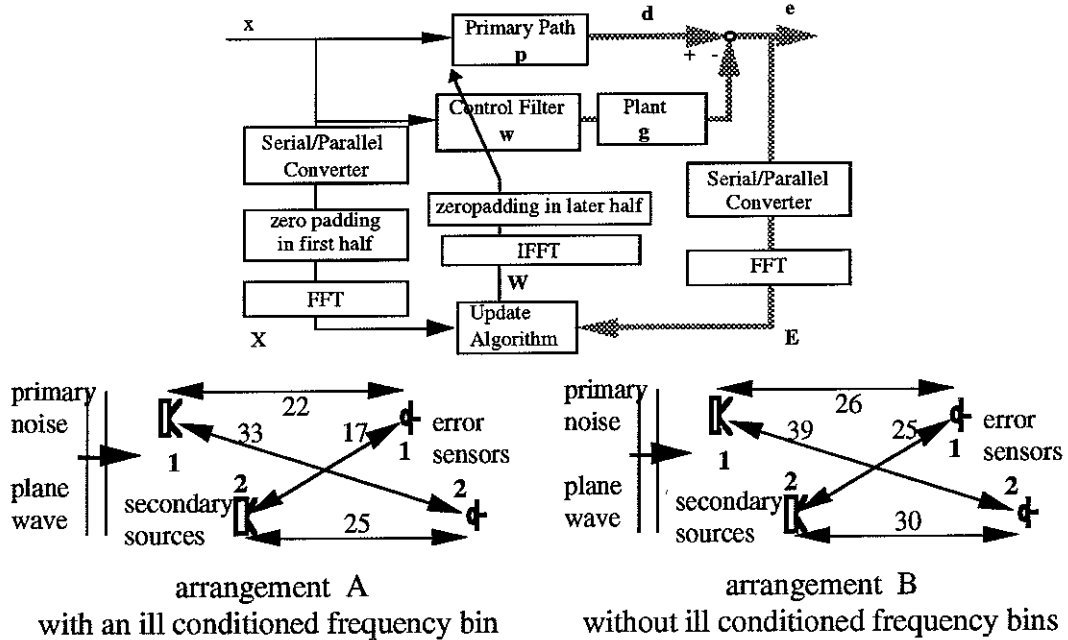 x
Primary Path
p
d
+
-
e
Control Filter
w
Plant
g
Serial/Parallel
Converter
zero padding
in first half
FFT
X
zeropadding in later half
IFFT
W
Update
Algorithm
Serial/Parallel
Converter
FFT
E
primary
noise
plane
wave
22
33
17
1
2
secondary
sources
25
1
error
sensors
2
arrangement A
with an ill conditioned frequency bin
primary
noise
plane
wave
26
39
25
1
2
secondary
sources
30
1
error
sensors
2
arrangement B
without ill conditioned frequency bins